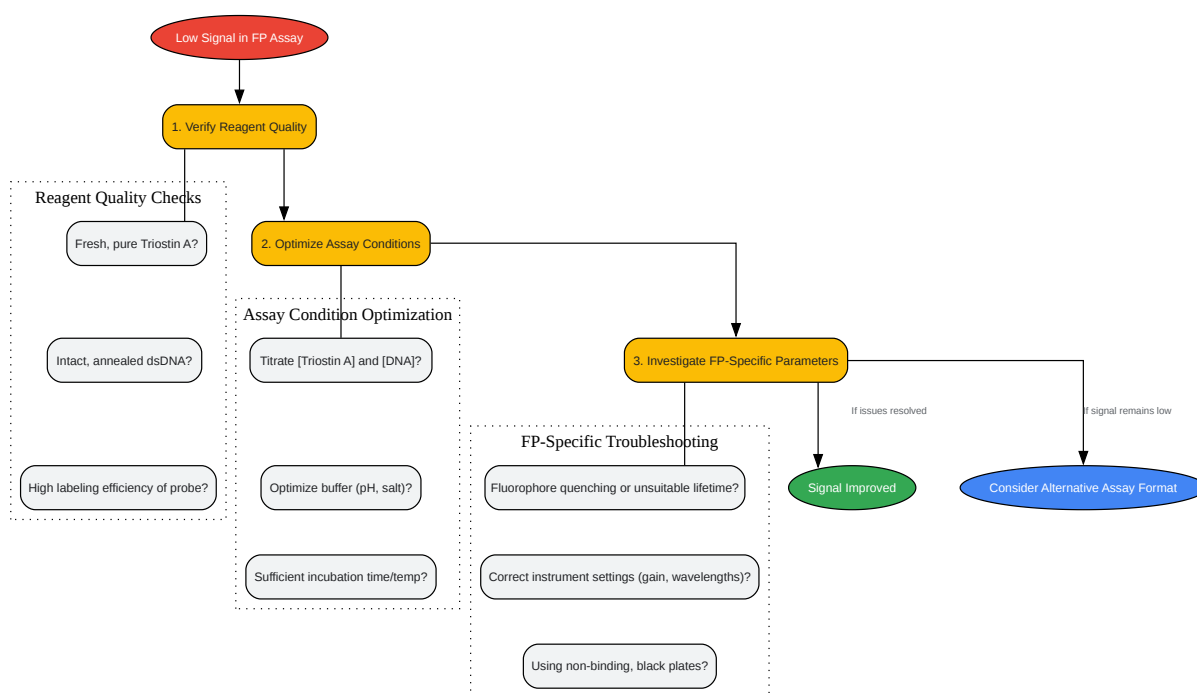 Low Signal in FP Assay
1. Verify Reagent Quality
Reagent Quality Checks
Fresh, pure Triostin A?
Intact, annealed dsDNA?
High labeling efficiency of probe?
2. Optimize Assay Conditions
Assay Condition Optimization
Titrate [Triostin A] and [DNA]?
Optimize buffer (pH, salt)?
Sufficient incubation time/temp?
3. Investigate FP-Specific Parameters
FP-Specific Troubleshooting
Fluorophore quenching or unsuitable lifetime?
Correct instrument settings (gain, wavelengths)?
Using non-binding, black plates?
If issues resolved
Signal Improved
If signal remains low
Consider Alternative Assay Format